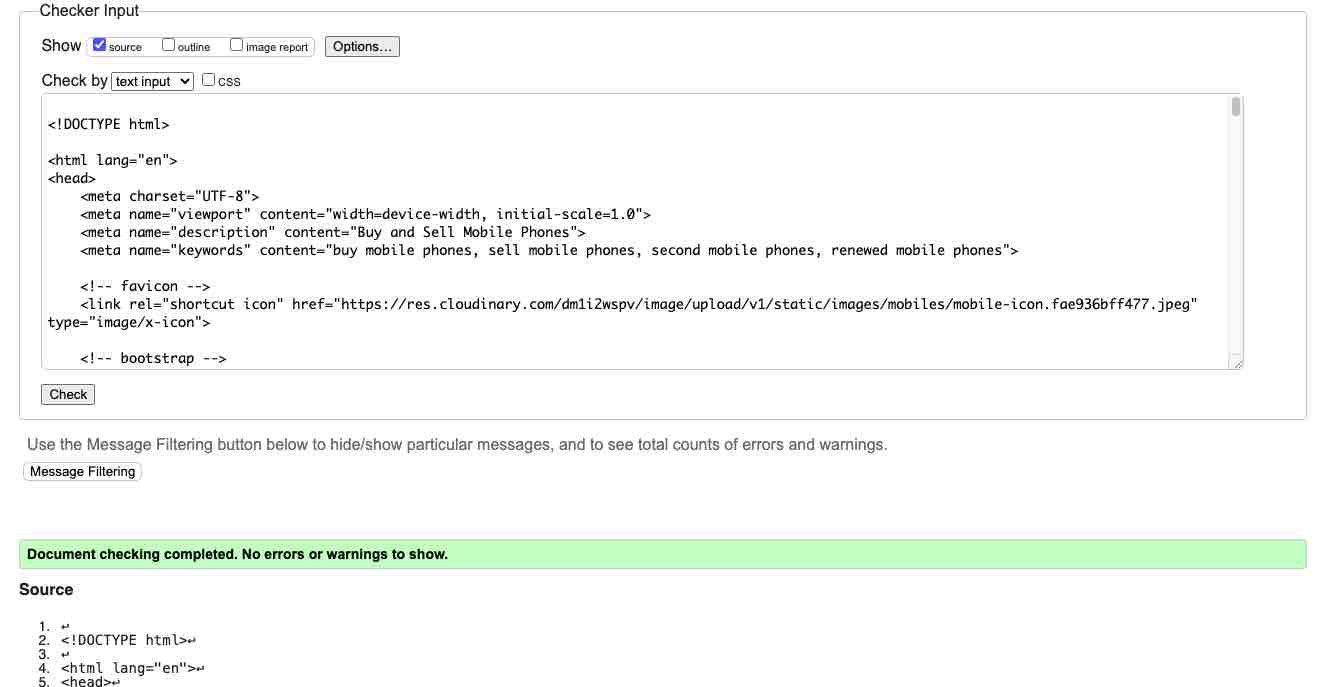 Checker Input
Show source outline image report Options...
Check by text input CSS
<!DOCTYPE html>
<html lang="en">
<head>
    <meta charset="UTF-8">
    <meta name="viewport" content="width=device-width, initial-scale=1.0">
    <meta name="description" content="Buy and Sell Mobile Phones">
    <meta name="keywords" content="buy mobile phones, sell mobile phones, second mobile phones, renewed mobile phones">
    <!-- favicon -->
    <link rel="shortcut icon" href="https://res.cloudinary.com/dm1i2wspv/image/upload/v1/static/images/mobiles/mobile-icon.fae936bff477.jpeg"
type="image/x-icon">
    <!-- bootstrap -->
Check
Use the Message Filtering button below to hide/show particular messages, and to see total counts of errors and warnings.
Message Filtering
Document checking completed. No errors or warnings to show.
Source
1. ↩
2. <!DOCTYPE html>↩
3. ↩
4. <html lang="en">↩
5. <head>↩